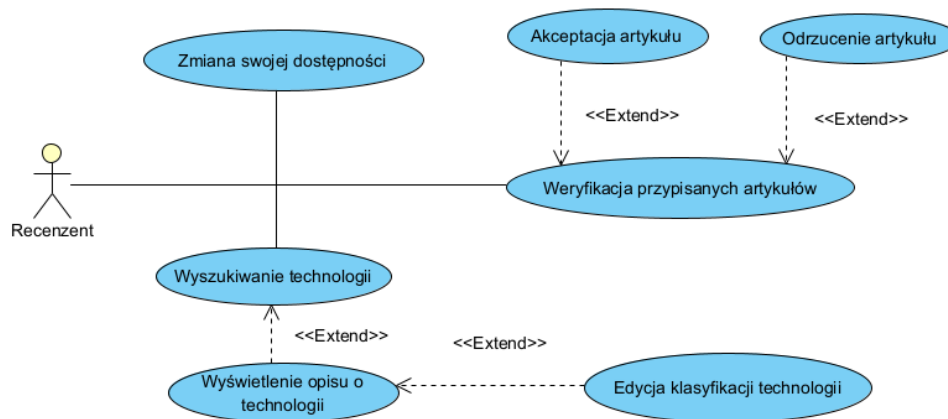 Akceptacja artykułu
Odrzucenie artykułu
Zmiana swojej dostępności
<<Extend>>
<<Extend>>
Weryfikacja przypisanych artykułów
Recenzent
Wyszukiwanie technologii
<<Extend>>
<<Extend>>
Wyświetlenie opisu o
technologii
Edycja klasyfikacji technologii